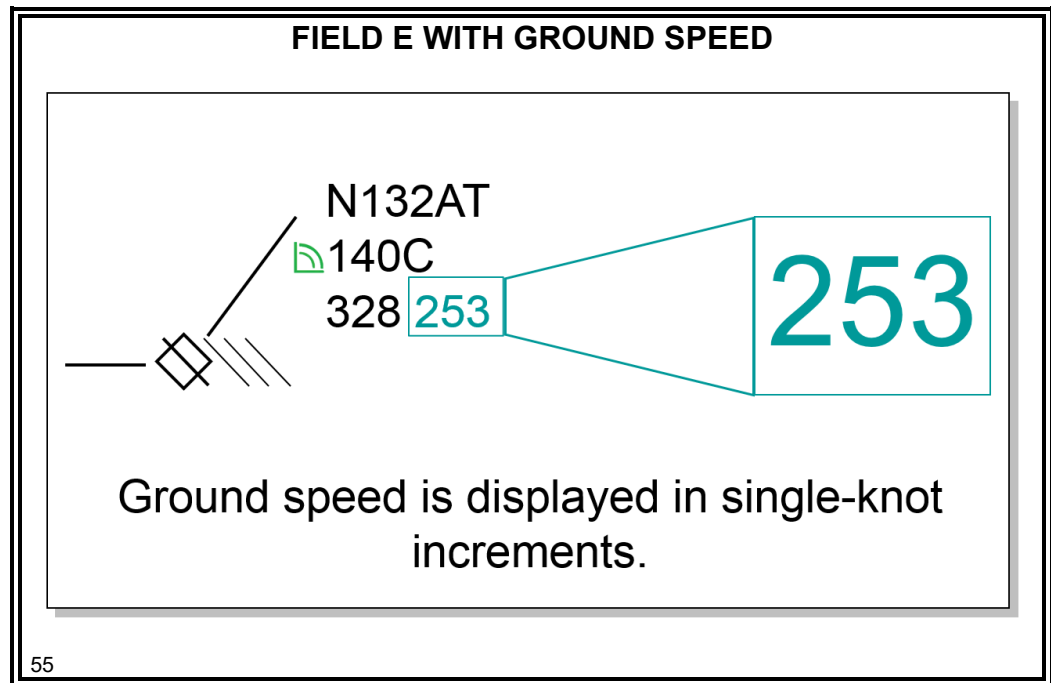 FIELD E WITH GROUND SPEED
N132AT
140C
328 253
253
Ground speed is displayed in single-knot
increments.
55